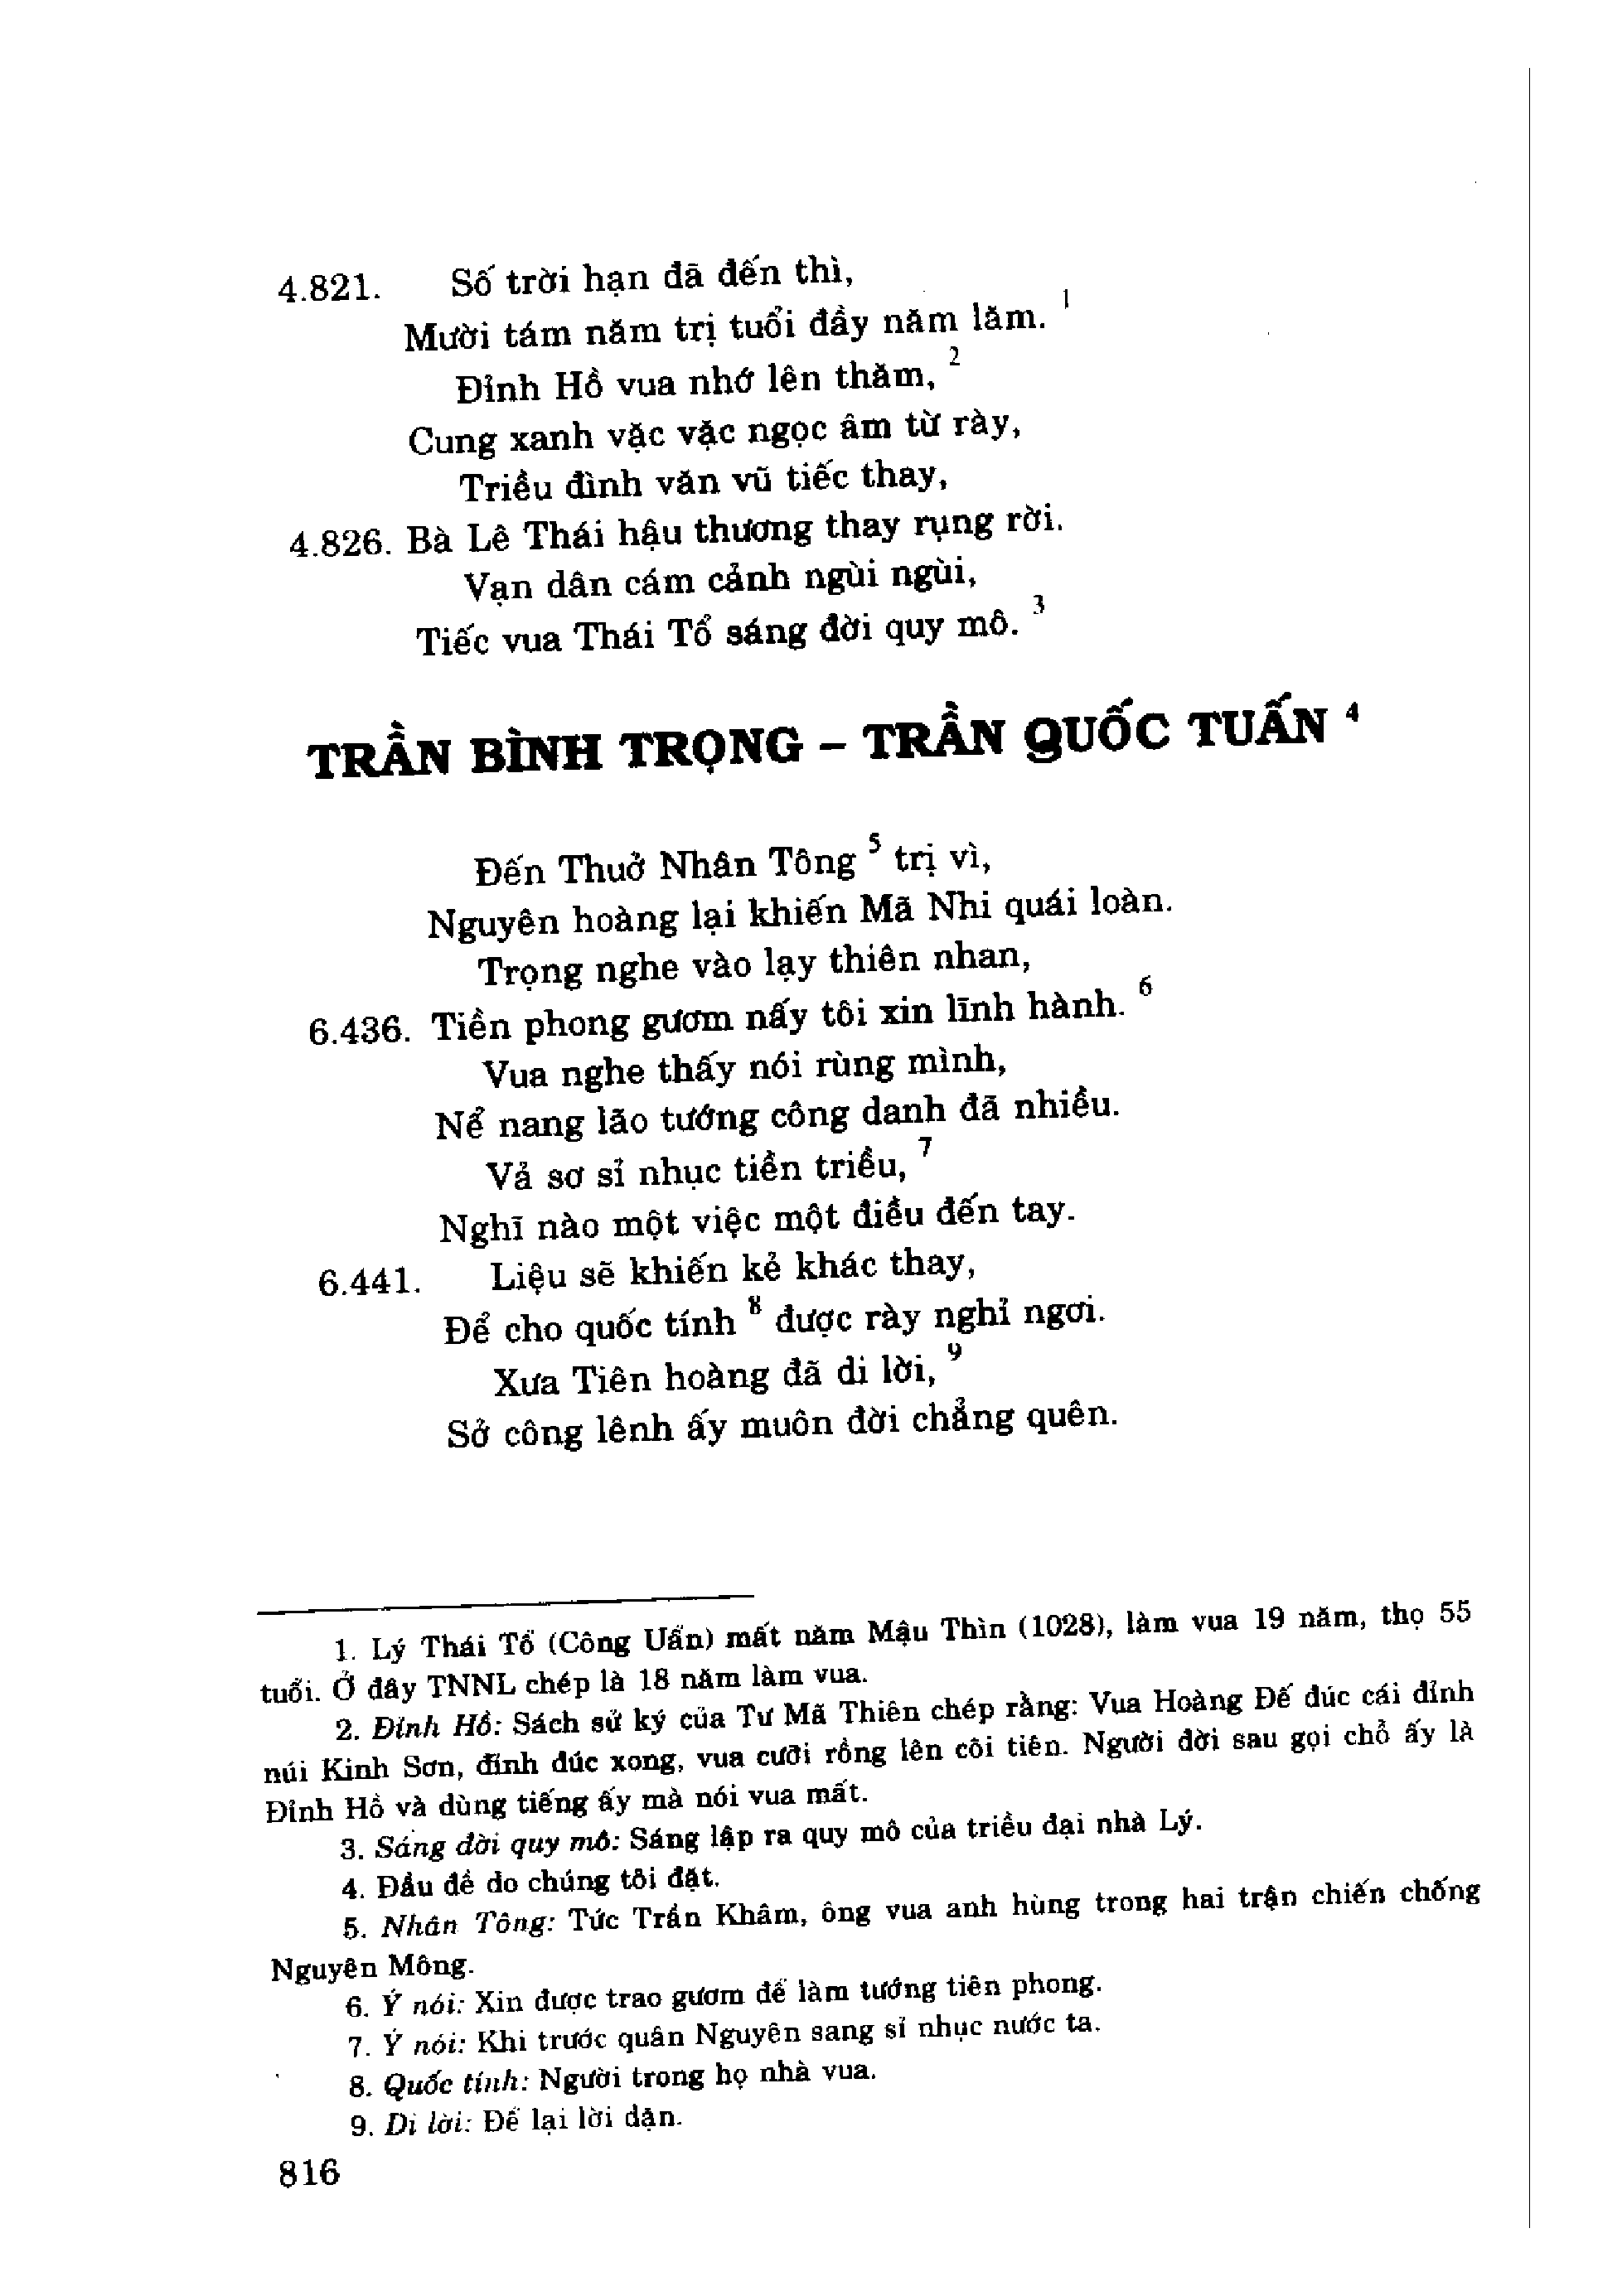 4.821. Số trời hạn đã đến thì,
Mười tám năm trị tuổi đầy năm lăm. 1
Đỉnh Hồ vua nhớ lên thăm, 2
Cung xanh vặc vặc ngọc âm từ rày,
Triều đình văn vũ tiếc thay,
4.826. Bà Lê Thái hậu thương thay rụng rời.
Vạn dân cám cảnh ngùi ngùi,
Tiếc vua Thái Tổ sáng đời quy mô. 3
TRẦN BÌNH TRỌNG – TRẦN QUỐC TUẤN 4
Đến Thuở Nhân Tông 5 trị vì,
Nguyên hoàng lại khiến Mã Nhi quái loàn.
Trọng nghe vào lạy thiên nhan,
6.436. Tiền phong gươm nấy tôi xin lĩnh hành. 6
Vua nghe thấy nói rùng mình,
Nể nang lão tướng công danh đã nhiều.
Vả sơ sỉ nhục tiền triều, 7
Nghĩ nào một việc một điều đến tay.
6.441. Liệu sẽ khiến kẻ khác thay,
Để cho quốc tính 8 được rày nghỉ ngơi.
Xưa Tiên hoàng đã di lời, 9
Sở công lênh ấy muôn đời chẳng quên.
1. Lý Thái Tổ (Công Uẩn) mất năm Mậu Thìn (1028), làm vua 19 năm, thọ 55
tuổi. Ở đây TNNL chép là 18 năm làm vua.
2. Đỉnh Hồ: Sách sử ký của Tư Mã Thiên chép rằng: Vua Hoàng Đế đúc cái đỉnh
núi Kinh Sơn, đỉnh đúc xong, vua cưỡi rồng lên cõi tiên. Người đời sau gọi chỗ ấy là
Đỉnh Hồ và dùng tiếng ấy mà nói vua mất.
3. Sáng đời quy mô: Sáng lập ra quy mô của triều đại nhà Lý.
4. Đầu đề do chúng tôi đặt.
5. Nhân Tông: Tức Trần Khâm, ông vua anh hùng trong hai trận chiến chống
Nguyên Mông.
6. Ý nói: Xin được trao gươm để làm tướng tiên phong.
7. Ý nói: Khi trước quân Nguyên sang sỉ nhục nước ta.
8. Quốc tính: Người trong họ nhà vua.
9. Di lời: Để lại lời dặn.
816